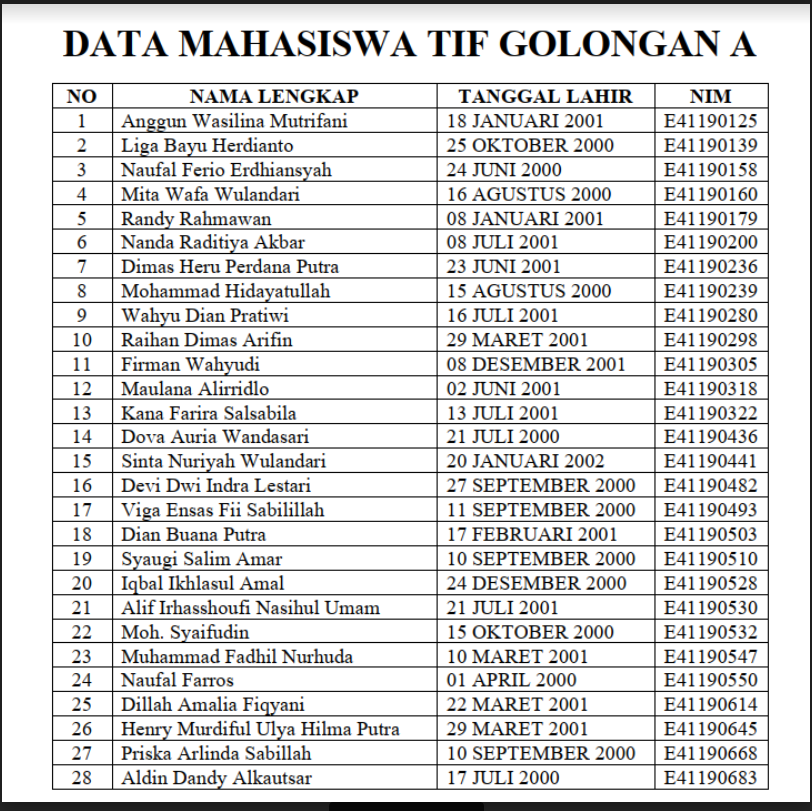 DATA MAHASISWA TIF GOLONGAN A
NO NAMA LENGKAP TANGGAL LAHIR NIM
1 Anggun Wasilina Mutrifani 18 JANUARI 2001 E41190125
2 Liga Bayu Herdianto 25 OKTOBER 2000 E41190139
3 Naufal Ferio Erdhiansyah 24 JUNI 2000 E41190158
4 Mita Wafa Wulandari 16 AGUSTUS 2000 E41190160
5 Randy Rahmawan 08 JANUARI 2001 E41190179
6 Nanda Raditiya Akbar 08 JULI 2001 E41190200
7 Dimas Heru Perdana Putra 23 JUNI 2001 E41190236
8 Mohammad Hidayatullah 15 AGUSTUS 2000 E41190239
9 Wahyu Dian Pratiwi 16 JULI 2001 E41190280
10 Raihan Dimas Arifin 29 MARET 2001 E41190298
11 Firman Wahyudi 08 DESEMBER 2001 E41190305
12 Maulana Alirridlo 02 JUNI 2001 E41190318
13 Kana Farira Salsabila 13 JULI 2001 E41190322
14 Dova Auria Wandasari 21 JULI 2000 E41190436
15 Sinta Nuriyah Wulandari 20 JANUARI 2002 E41190441
16 Devi Dwi Indra Lestari 27 SEPTEMBER 2000 E41190482
17 Viga Ensas Fii Sabilillah 11 SEPTEMBER 2000 E41190493
18 Dian Buana Putra 17 FEBRUARI 2001 E41190503
19 Syaugi Salim Amar 10 SEPTEMBER 2000 E41190510
20 Iqbal Ikhlasul Amal 24 DESEMBER 2000 E41190528
21 Alif Irhasshoufi Nasihul Umam 21 JULI 2001 E41190530
22 Moh. Syaifudin 15 OKTOBER 2000 E41190532
23 Muhammad Fadhil Nurhuda 10 MARET 2001 E41190547
24 Naufal Farros 01 APRIL 2000 E41190550
25 Dillah Amalia Fiqyani 22 MARET 2001 E41190614
26 Henry Murdiful Ulya Hilma Putra 29 MARET 2001 E41190645
27 Priska Arlinda Sabillah 10 SEPTEMBER 2000 E41190668
28 Aldin Dandy Alkautsar 17 JULI 2000 E41190683